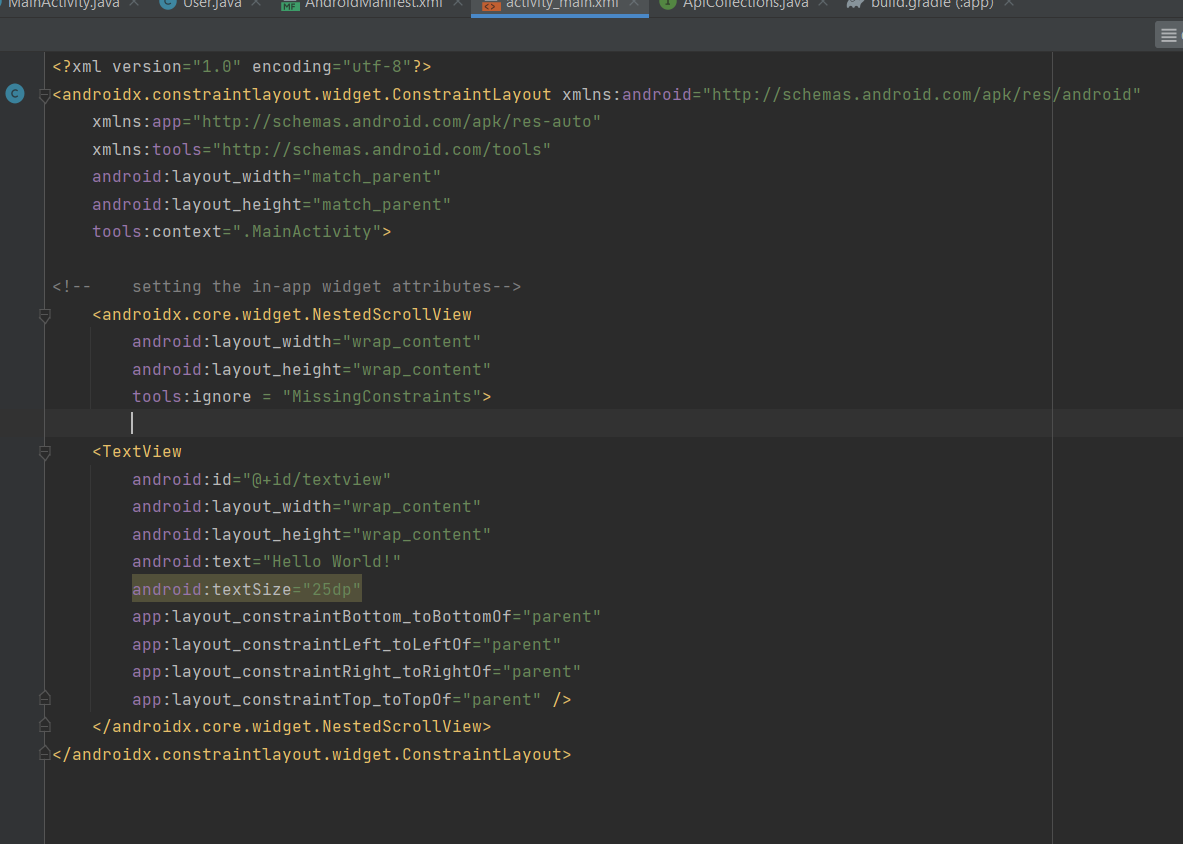 MainActivity.java User.java AndroidManifest.xml activity_main.xml ApiCollections.java build.gradle (:app)
<?xml version="1.0" encoding="utf-8"?>
<androidx.constraintlayout.widget.ConstraintLayout xmlns:android="http://schemas.android.com/apk/res/android"
    xmlns:app="http://schemas.android.com/apk/res-auto"
    xmlns:tools="http://schemas.android.com/tools"
    android:layout_width="match_parent"
    android:layout_height="match_parent"
    tools:context=".MainActivity">
<!--    setting the in-app widget attributes-->
    <androidx.core.widget.NestedScrollView
        android:layout_width="wrap_content"
        android:layout_height="wrap_content"
        tools:ignore = "MissingConstraints">
    <TextView
        android:id="@+id/textview"
        android:layout_width="wrap_content"
        android:layout_height="wrap_content"
        android:text="Hello World!"
        android:textSize="25dp"
        app:layout_constraintBottom_toBottomOf="parent"
        app:layout_constraintLeft_toLeftOf="parent"
        app:layout_constraintRight_toRightOf="parent"
        app:layout_constraintTop_toTopOf="parent" />
    </androidx.core.widget.NestedScrollView>
</androidx.constraintlayout.widget.ConstraintLayout>